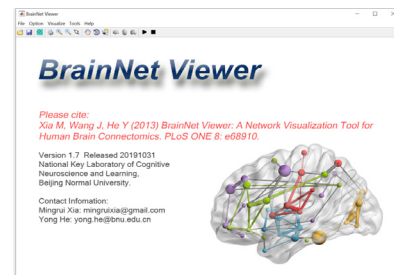 BrainNet Viewer
File Option Visualize Tools Help
BrainNet Viewer
Please cite:
Xia M, Wang J, He Y (2013) BrainNet Viewer: A Network Visualization Tool for
Human Brain Connectomics. PLoS ONE 8: e68910.
Version 1.7 Released 20191031
National Key Laboratory of Cognitive
Neuroscience and Learning,
Beijing Normal University.
Contact Infomation:
Mingrui Xia: mingruixia@gmail.com
Yong He: yong.he@bnu.edu.cn